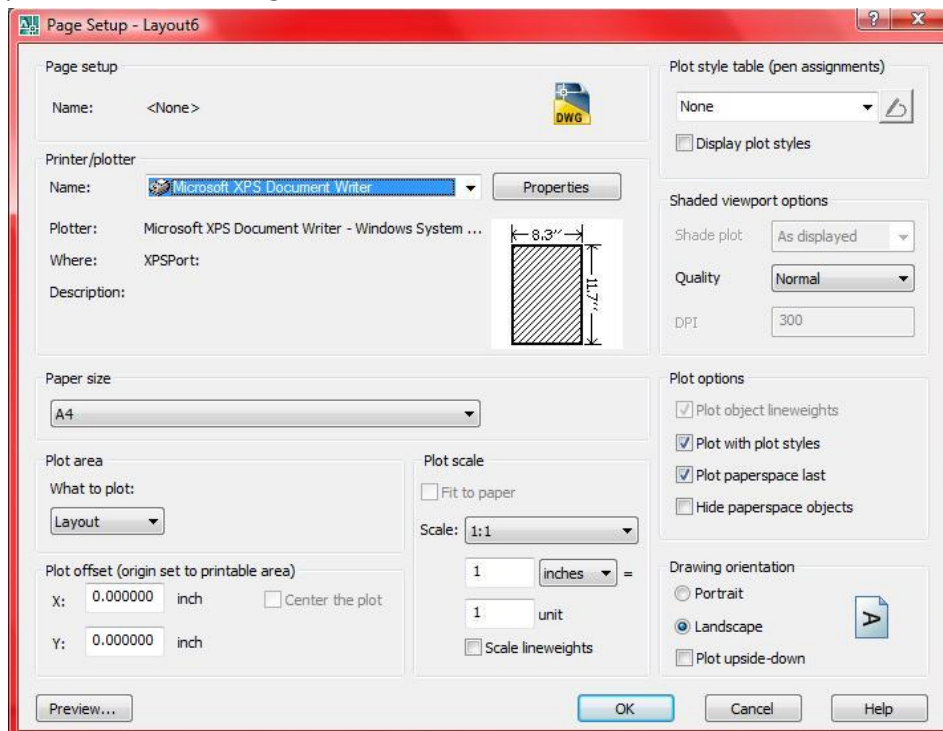 Page Setup - Layout6
Page setup
Name: <None>
DWG
Printer/plotter
Name: Microsoft XPS Document Writer Properties
Plotter: Microsoft XPS Document Writer - Windows System ...
Where: XPSPort:
Description:
8.3"
11.7"
Paper size
A4
Plot area
What to plot:
Layout
Plot offset (origin set to printable area)
X: 0.000000 inch Center the plot
Y: 0.000000 inch
Plot scale
Fit to paper
Scale: 1:1
1 inches =
1 unit
Scale lineweights
Plot style table (pen assignments)
None
Display plot styles
Shaded viewport options
Shade plot As displayed
Quality Normal
DPI 300
Plot options
Plot object lineweights
Plot with plot styles
Plot paperspace last
Hide paperspace objects
Drawing orientation
Portrait
Landscape
A
Plot upside-down
Preview... OK Cancel Help